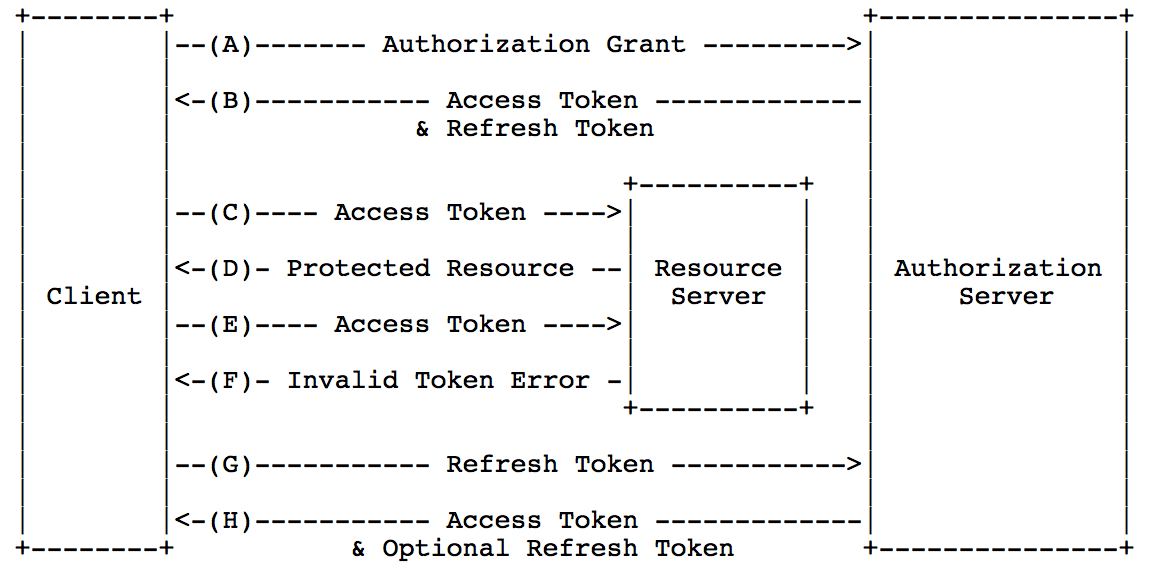 +--------+                                           +---------------+
|        |--(A)------- Authorization Grant --------->|               |
|        |                                           |               |
|        |<-(B)----------- Access Token -------------|               |
|        |               & Refresh Token             |               |
|        |                                           |               |
|        |                            +----------+   |               |
|        |--(C)---- Access Token ---->|          |   |               |
|        |                            |          |   |               |
|        |<-(D)- Protected Resource --| Resource |   | Authorization |
| Client |                            |  Server  |   |     Server    |
|        |--(E)---- Access Token ---->|          |   |               |
|        |                            |          |   |               |
|        |<-(F)- Invalid Token Error -|          |   |               |
|        |                            +----------+   |               |
|        |                                           |               |
|        |--(G)----------- Refresh Token ----------->|               |
|        |                                           |               |
|        |<-(H)----------- Access Token -------------|               |
+--------+           & Optional Refresh Token        +---------------+